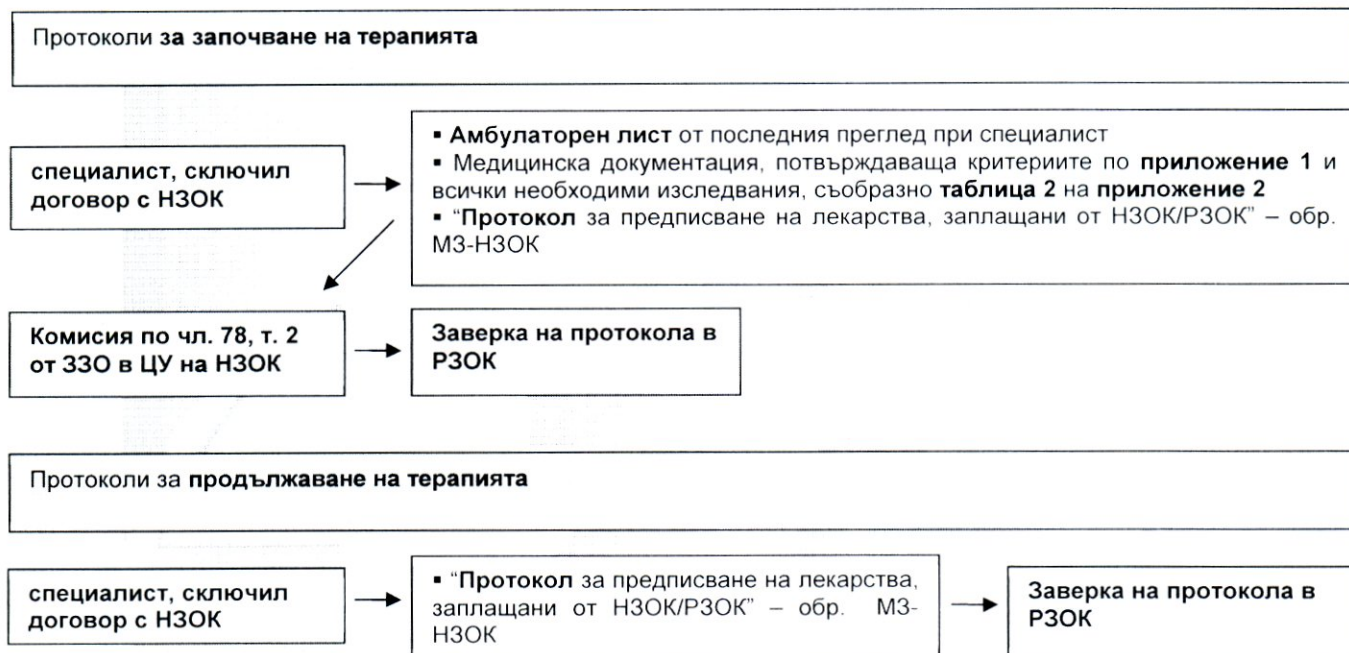 Протоколи за започване на терапията
специалист, сключил
договор с НЗОК
▪ Амбулаторен лист от последния преглед при специалист
▪ Медицинска документация, потвърждаваща критериите по приложение 1 и
всички необходими изследвания, съобразно таблица 2 на приложение 2
▪ "Протокол за предписване на лекарства, заплащани от НЗОК/РЗОК" – обр.
МЗ-НЗОК
Комисия по чл. 78, т. 2
от ЗЗО в ЦУ на НЗОК
Заверка на протокола в
РЗОК
Протоколи за продължаване на терапията
специалист, сключил
договор с НЗОК
▪ "Протокол за предписване на лекарства,
заплащани от НЗОК/РЗОК" – обр. МЗ-
НЗОК
Заверка на протокола в
РЗОК